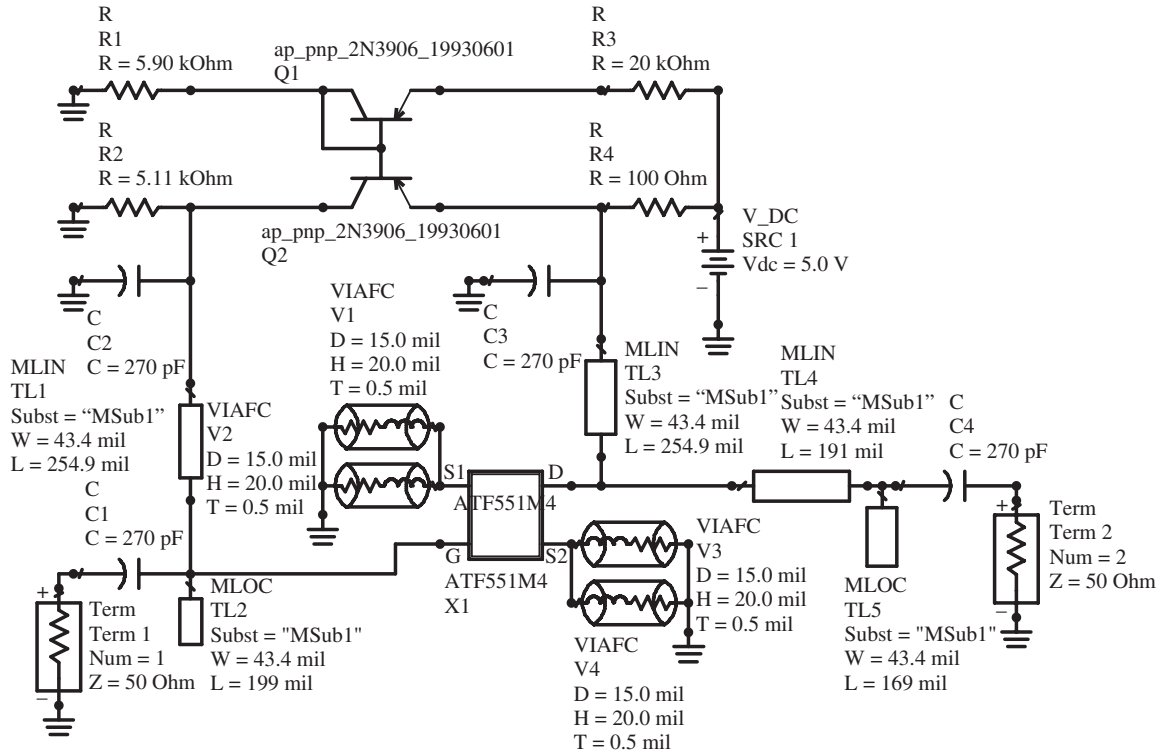 R
R1
R = 5.90 kOhm
ap_pnp_2N3906_19930601
Q1
R
R3
R = 20 kOhm
R
R2
R = 5.11 kOhm
R
R4
R = 100 Ohm
ap_pnp_2N3906_19930601
Q2
V_DC
SRC 1
Vdc = 5.0 V
+
–
C
C2
C = 270 pF
VIAFC
V1
D = 15.0 mil
H = 20.0 mil
T = 0.5 mil
C
C3
C = 270 pF
MLIN
TL1
Subst = “MSub1”
W = 43.4 mil
L = 254.9 mil
VIAFC
V2
D = 15.0 mil
H = 20.0 mil
T = 0.5 mil
MLIN
TL3
Subst = “MSub1”
W = 43.4 mil
L = 254.9 mil
MLIN
TL4
Subst = “MSub1”
W = 43.4 mil
L = 191 mil
C
C4
C = 270 pF
C
C1
C = 270 pF
S1
D
ATF551M4
G
S2
ATF551M4
X1
VIAFC
V3
D = 15.0 mil
H = 20.0 mil
T = 0.5 mil
+
–
Term
Term 2
Num = 2
Z = 50 Ohm
+
–
Term
Term 1
Num = 1
Z = 50 Ohm
MLOC
TL2
Subst = "MSub1"
W = 43.4 mil
L = 199 mil
VIAFC
V4
D = 15.0 mil
H = 20.0 mil
T = 0.5 mil
MLOC
TL5
Subst = "MSub1"
W = 43.4 mil
L = 169 mil